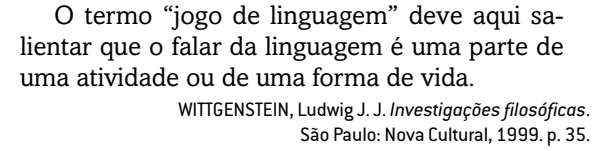 O termo “jogo de linguagem” deve aqui sa-
lientar que o falar da linguagem é uma parte de
uma atividade ou de uma forma de vida.
WITTGENSTEIN, Ludwig J. J. Investigações filosóficas.
São Paulo: Nova Cultural, 1999. p. 35.